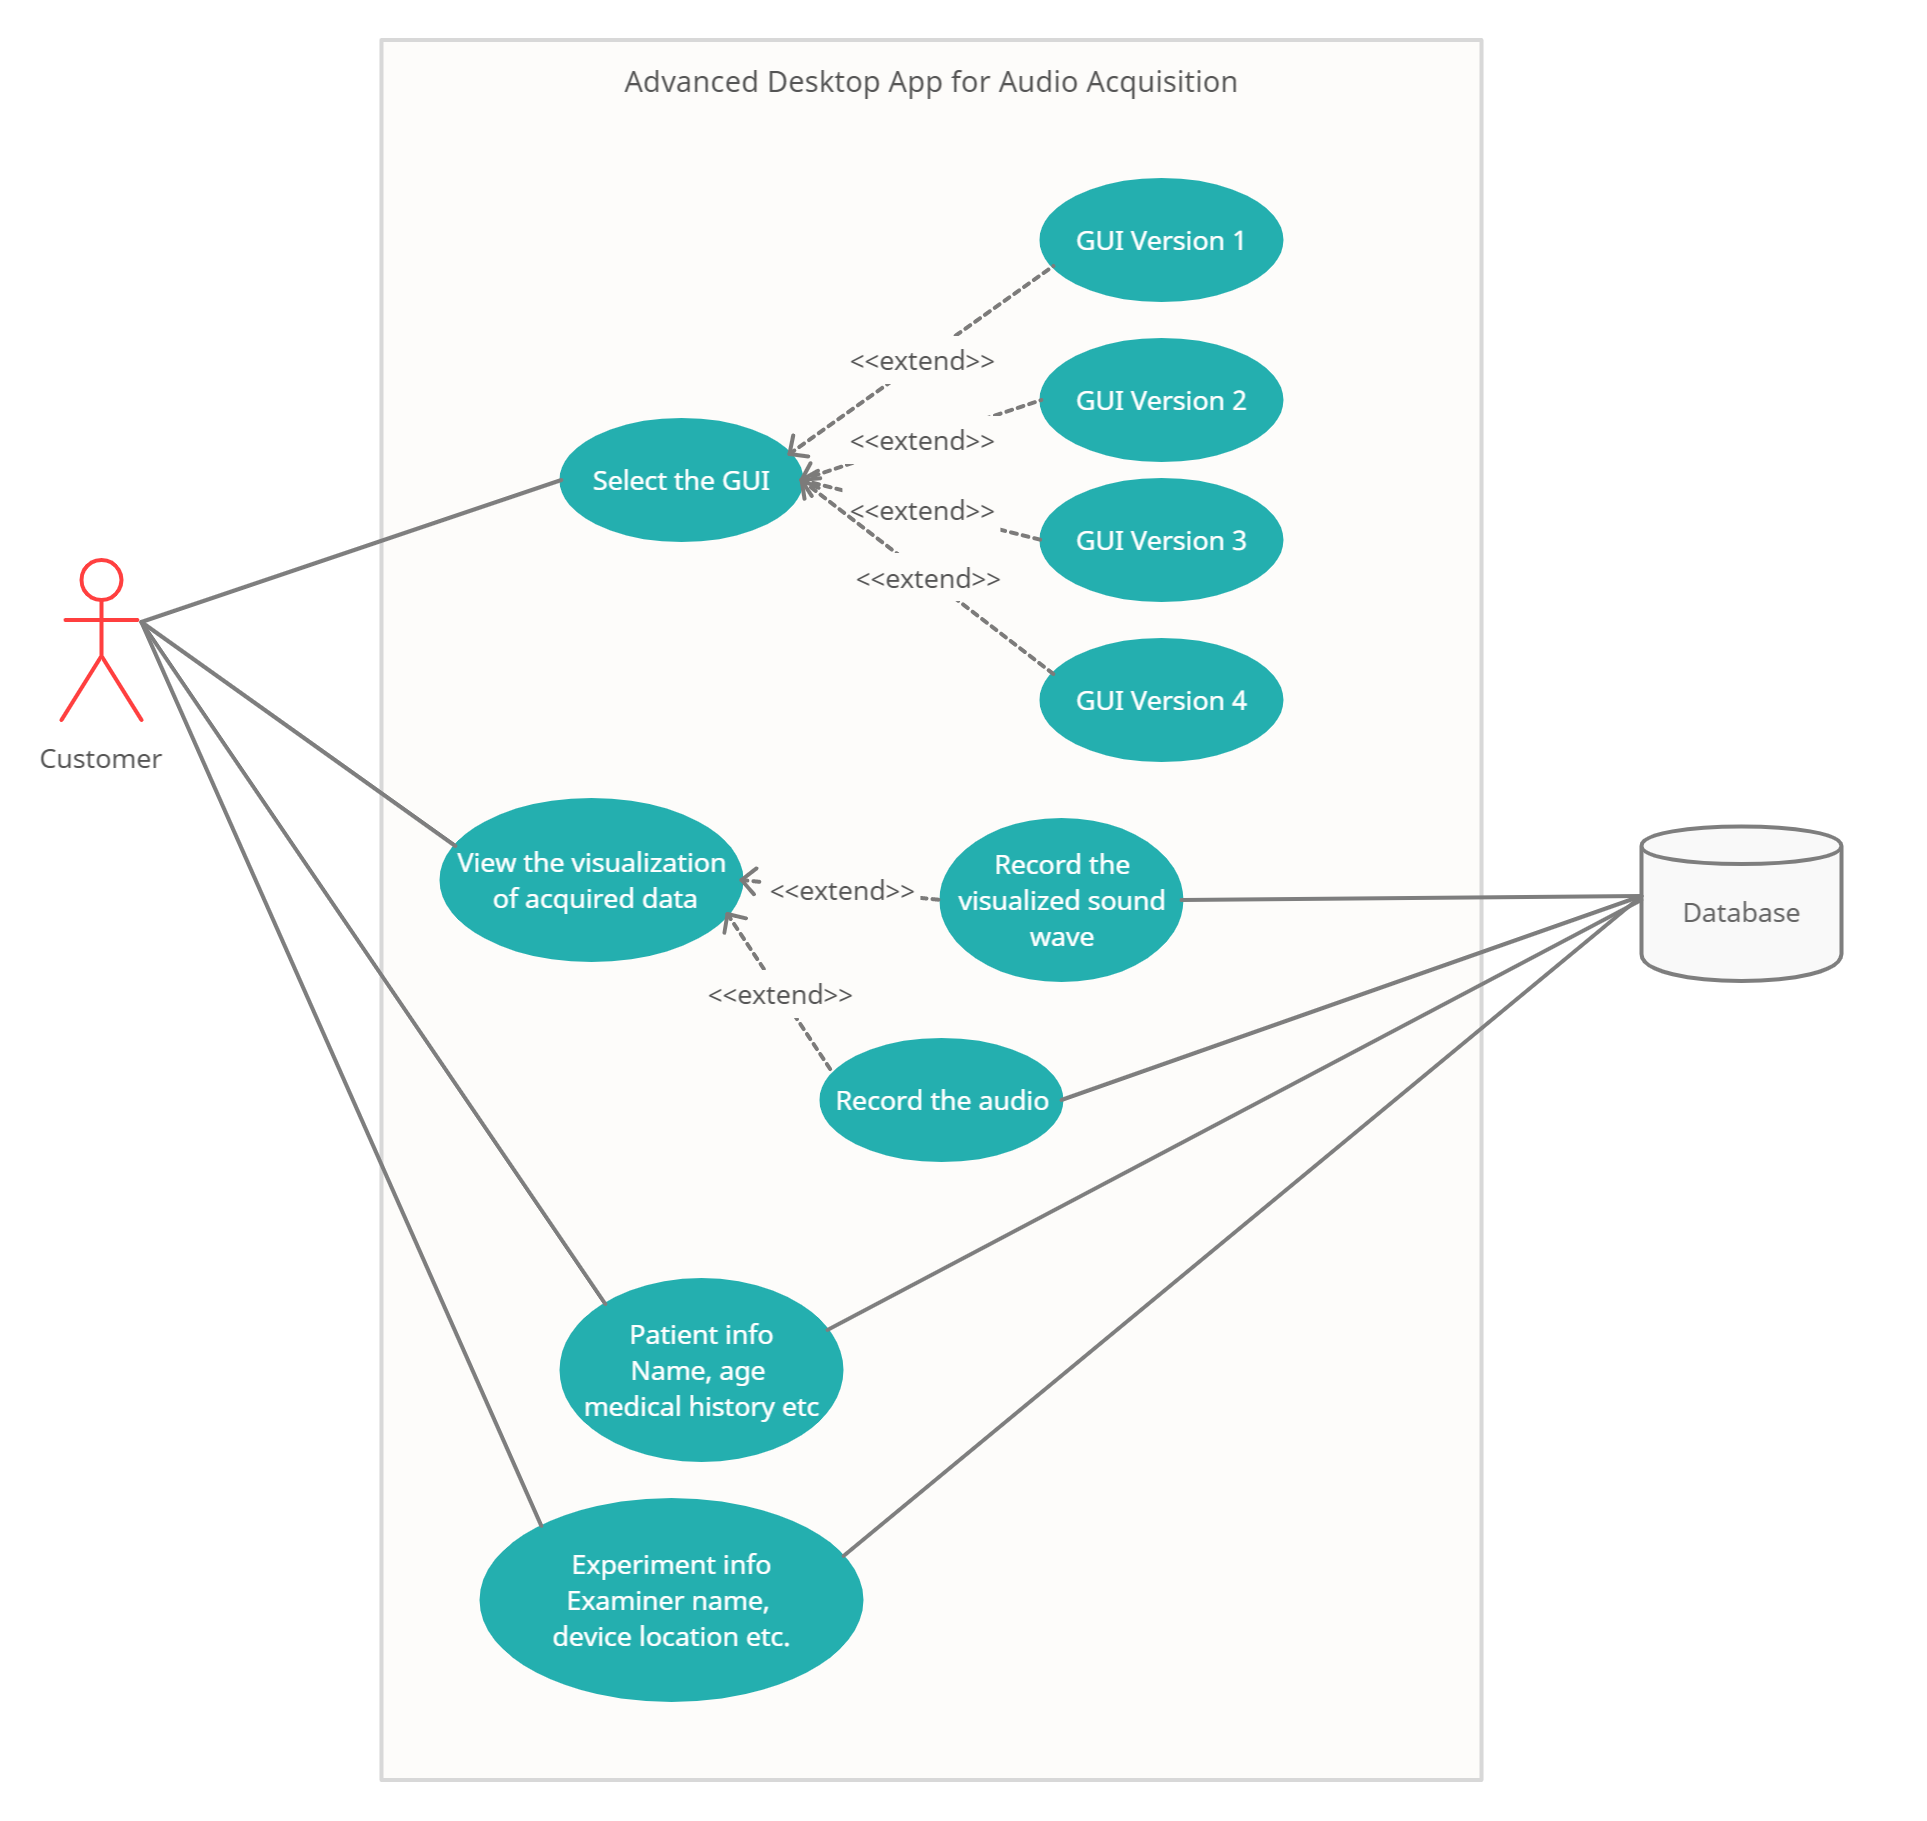 Advanced Desktop App for Audio Acquisition
GUI Version 1
<<extend>>
GUI Version 2
<<extend>>
Select the GUI
<<extend>>
GUI Version 3
<<extend>>
GUI Version 4
Customer
View the visualization
of acquired data
<<extend>>
Record the
visualized sound
wave
Database
<<extend>>
Record the audio
Patient info
Name, age
medical history etc
Experiment info
Examiner name,
device location etc.